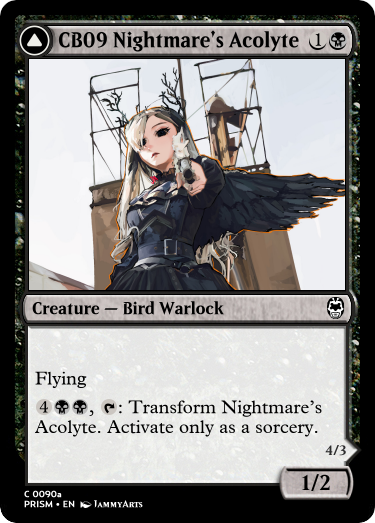 CB09 Nightmare's Acolyte 1
Creature — Bird Warlock
Flying
4, : Transform Nightmare's
Acolyte. Activate only as a sorcery.
4/3
1/2
C 0090a
PRISM • EN JammyArts